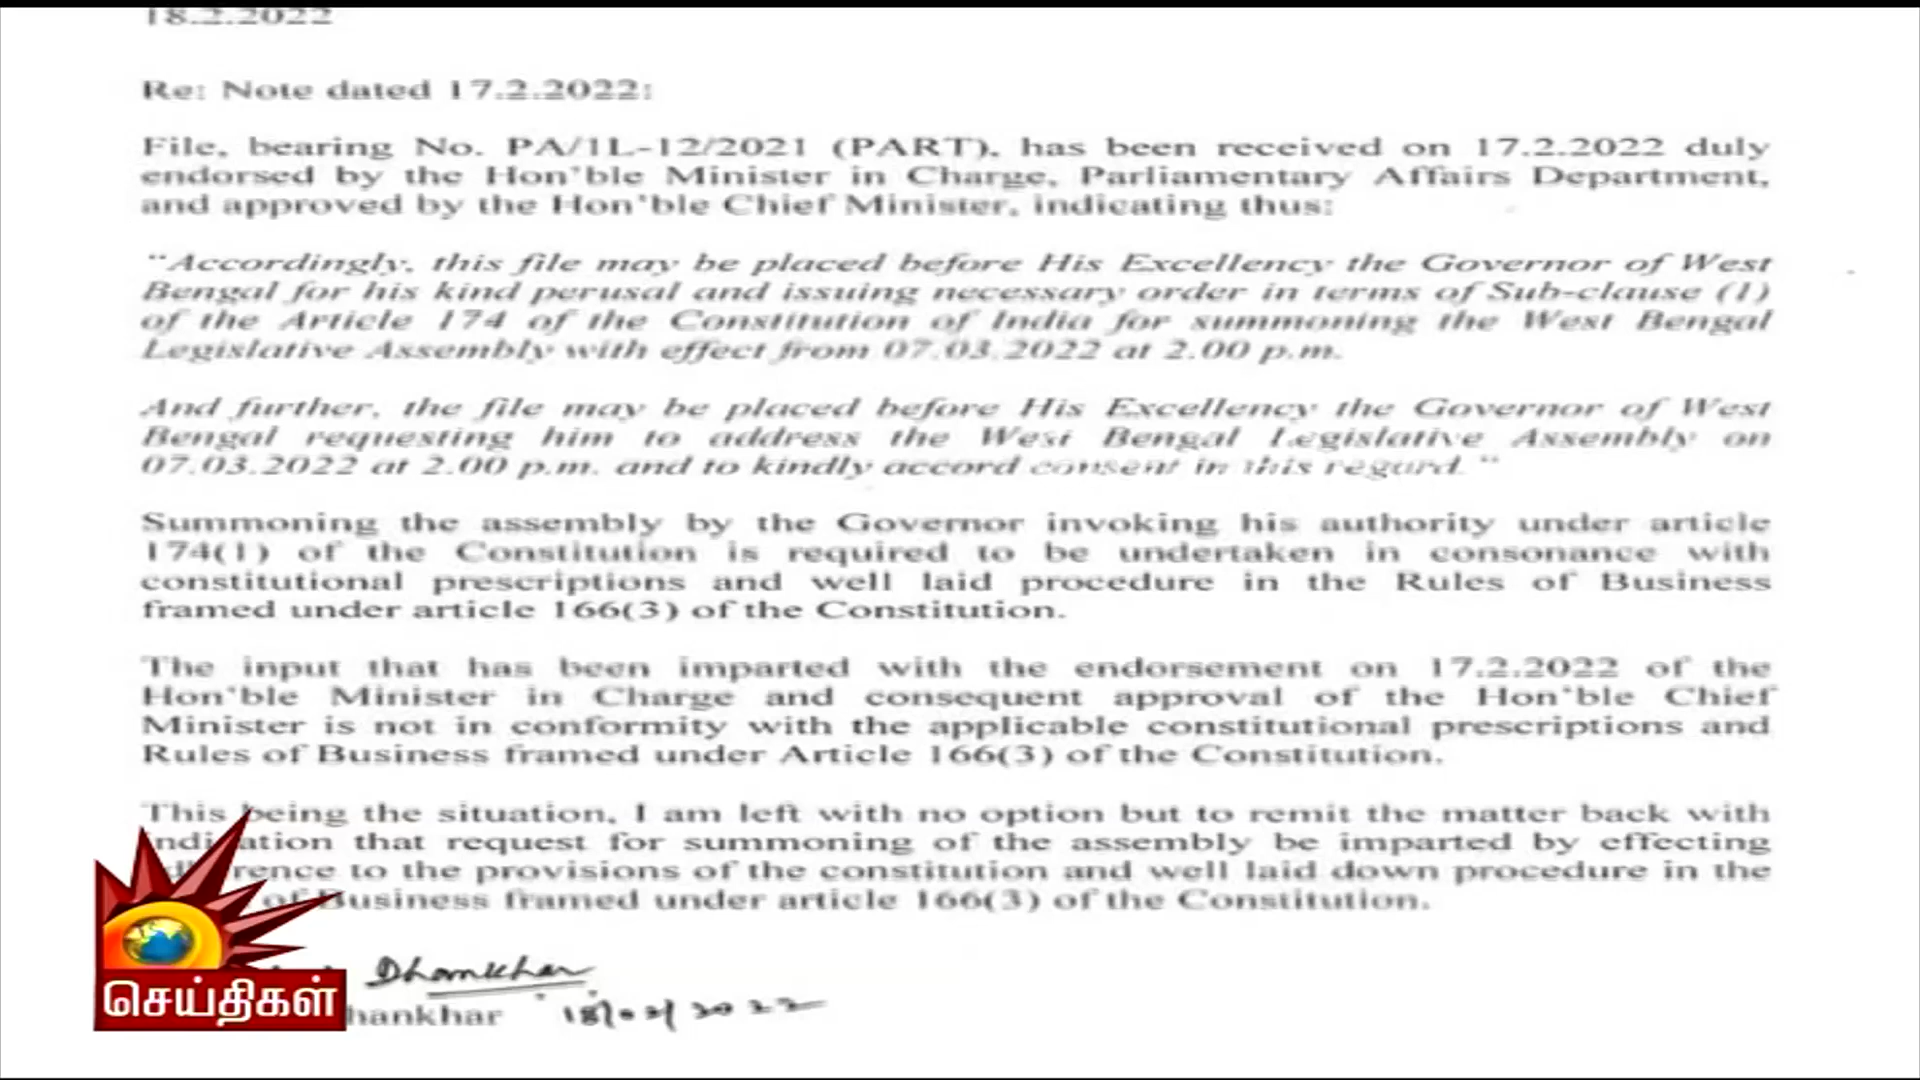 18.2.2022
Re: Note dated 17.2.2022:
File, bearing No. PA/1L-12/2021 (PART), has been received on 17.2.2022 duly
endorsed by the Hon'ble Minister in Charge, Parliamentary Affairs Department,
and approved by the Hon'ble Chief Minister, indicating thus:
"Accordingly, this file may be placed before His Excellency the Governor of West
Bengal for his kind perusal and issuing necessary order in terms of Sub-clause (1)
of the Article 174 of the Constitution of India for summoning the West Bengal
Legislative Assembly with effect from 07.03.2022 at 2.00 p.m.
And further, the file may be placed before His Excellency the Governor of West
Bengal requesting him to address the West Bengal Legislative Assembly on
07.03.2022 at 2.00 p.m. and to kindly accord consent in this regard."
Summoning the assembly by the Governor invoking his authority under article
174(1) of the Constitution is required to be undertaken in consonance with
constitutional prescriptions and well laid procedure in the Rules of Business
framed under article 166(3) of the Constitution.
The input that has been imparted with the endorsement on 17.2.2022 of the
Hon'ble Minister in Charge and consequent approval of the Hon'ble Chief
Minister is not in conformity with the applicable constitutional prescriptions and
Rules of Business framed under Article 166(3) of the Constitution.
This being the situation, I am left with no option but to remit the matter back with
indication that request for summoning of the assembly be imparted by effecting
rence to the provisions of the constitution and well laid down procedure in the
of Business framed under article 166(3) of the Constitution.
Dhankhar
hankhar 18/02/2022
செய்திகள்